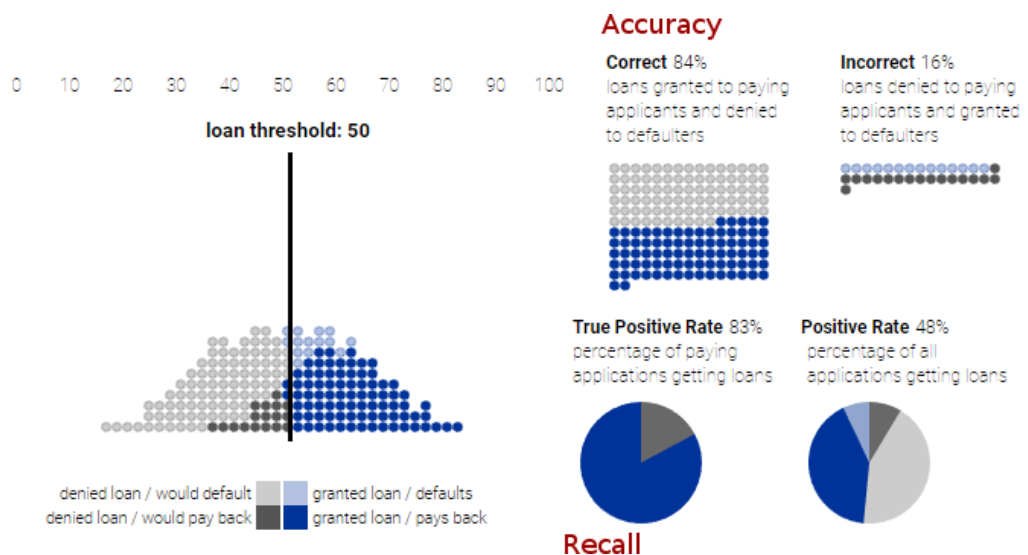 Accuracy
Correct 84%
loans granted to paying
applicants and denied
to defaulters
Incorrect 16%
loans denied to paying
applicants and granted
to defaulters
0 10 20 30 40 50 60 70 80 90 100
loan threshold: 50
True Positive Rate 83%
percentage of paying
applications getting loans
Positive Rate 48%
percentage of all
applications getting loans
denied loan / would default
granted loan / defaults
denied loan / would pay back
granted loan / pays back
Recall